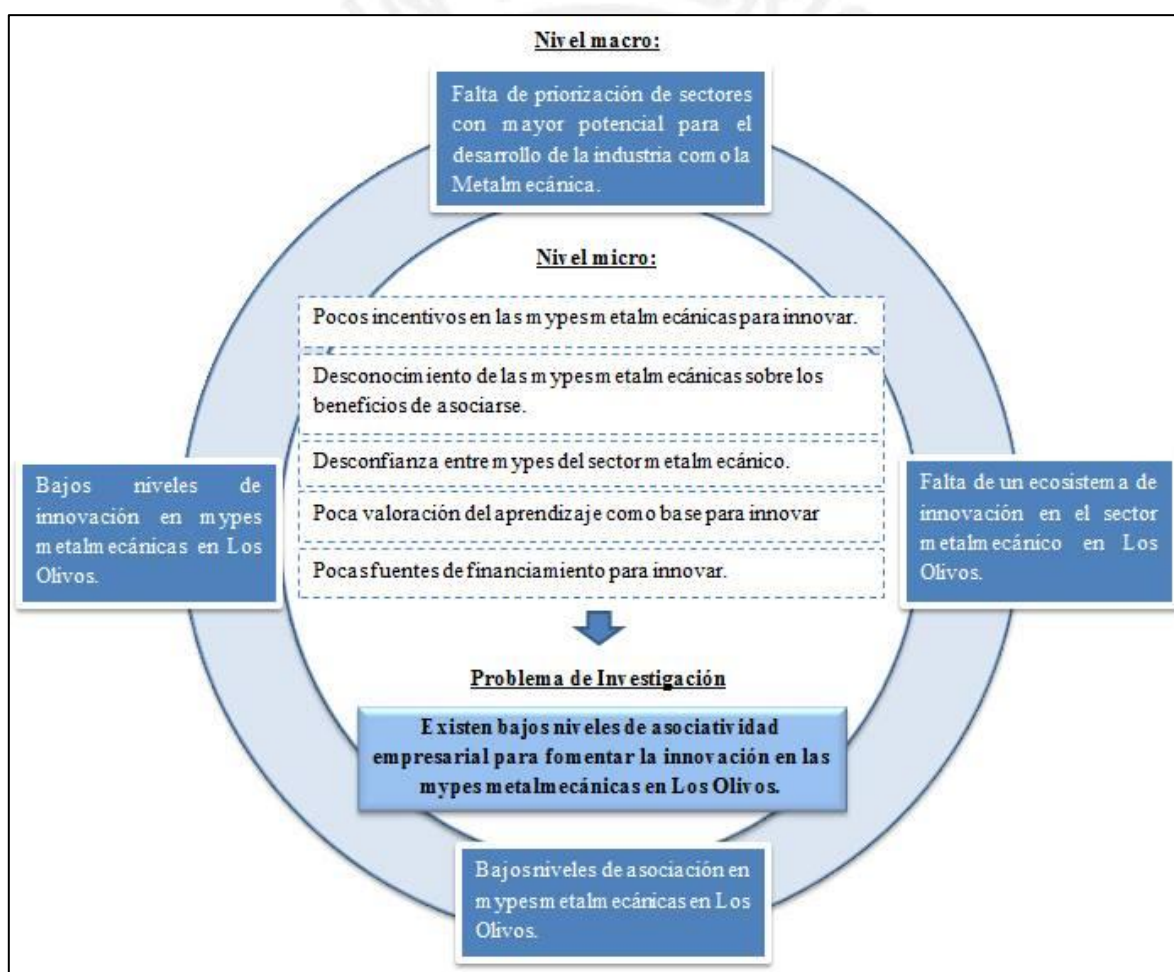 Nivel macro:
Falta de priorización de sectores
con mayor potencial para el
desarrollo de la industria como la
Metalmecánica.
Nivel micro:
Pocos incentivos en las mypes metalmecánicas para innovar.
Desconocimiento de las mypes metalmecánicas sobre los
beneficios de asociarse.
Desconfianza entre mypes del sector metalmecánico.
Poca valoración del aprendizaje como base para innovar
Pocas fuentes de financiamiento para innovar.
Bajos niveles de
innovación en mypes
metalmecánicas en Los
Olivos.
Falta de un ecosistema de
innovación en el sector
metalmecánico en Los
Olivos.
Problema de Investigación
Existen bajos niveles de asociatividad
empresarial para fomentar la innovación en las
mypes metalmecánicas en Los Olivos.
Bajos niveles de asociación en
mypes metalmecánicas en Los
Olivos.